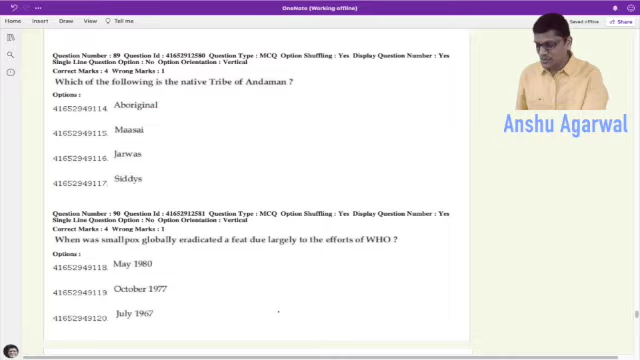 OneNote (Working offline)
Home Insert Draw View Tell me
Saved offline
Share
Question Number : 89 Question Id : 41652912580 Question Type : MCQ Option Shuffling : Yes Display Question Number : Yes
Single Line Question Option : No Option Orientation : Vertical
Correct Marks : 4 Wrong Marks : 1
Which of the following is the native Tribe of Andaman ?
Options :
41652949114. Aboriginal
41652949115. Maasai
41652949116. Jarwas
41652949117. Siddys
Anshu Agarwal
Question Number : 90 Question Id : 41652912581 Question Type : MCQ Option Shuffling : Yes Display Question Number : Yes
Single Line Question Option : No Option Orientation : Vertical
Correct Marks : 4 Wrong Marks : 1
When was smallpox globally eradicated a feat due largely to the efforts of WHO ?
Options :
41652949118. May 1980
41652949119. October 1977
41652949120. July 1967